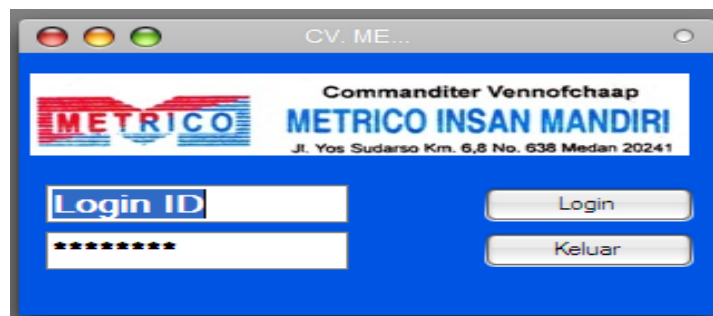 CV. ME...
METRICO
Commanditer Vennofchaap
METRICO INSAN MANDIRI
Jl. Yos Sudarso Km. 6,8 No. 638 Medan 20241
Login ID
Login
********
Keluar